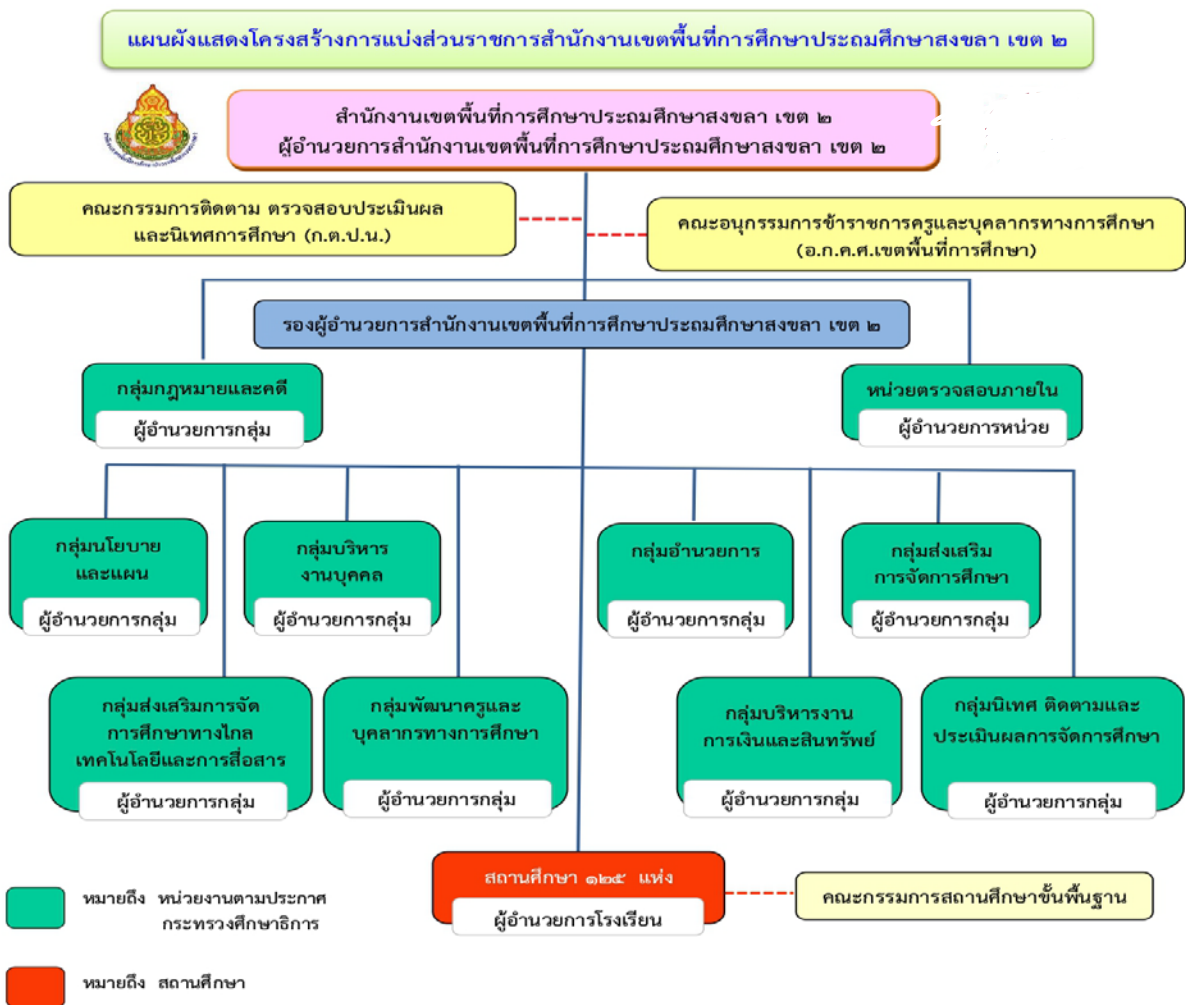 แผนผังแสดงโครงสร้างการแบ่งส่วนราชการสำนักงานเขตพื้นที่การศึกษาประถมศึกษาสงขลา เขต ๒
สำนักงานเขตพื้นที่การศึกษาประถมศึกษาสงขลา เขต ๒
ผู้อำนวยการสำนักงานเขตพื้นที่การศึกษาประถมศึกษาสงขลา เขต ๒
คณะกรรมการติดตาม ตรวจสอบประเมินผล
และนิเทศการศึกษา (ก.ต.ป.น.)
คณะอนุกรรมการข้าราชการครูและบุคลากรทางการศึกษา
(อ.ก.ค.ศ.เขตพื้นที่การศึกษา)
รองผู้อำนวยการสำนักงานเขตพื้นที่การศึกษาประถมศึกษาสงขลา เขต ๒
กลุ่มกฎหมายและคดี
ผู้อำนวยการกลุ่ม
หน่วยตรวจสอบภายใน
ผู้อำนวยการหน่วย
กลุ่มนโยบาย
และแผน
ผู้อำนวยการกลุ่ม
กลุ่มบริหาร
งานบุคคล
ผู้อำนวยการกลุ่ม
กลุ่มอำนวยการ
ผู้อำนวยการกลุ่ม
กลุ่มส่งเสริม
การจัดการศึกษา
ผู้อำนวยการกลุ่ม
กลุ่มส่งเสริมการจัด
การศึกษาทางไกล
เทคโนโลยีและการสื่อสาร
ผู้อำนวยการกลุ่ม
กลุ่มพัฒนาครูและ
บุคลากรทางการศึกษา
ผู้อำนวยการกลุ่ม
กลุ่มบริหารงาน
การเงินและสินทรัพย์
ผู้อำนวยการกลุ่ม
กลุ่มนิเทศ ติดตามและ
ประเมินผลการจัดการศึกษา
ผู้อำนวยการกลุ่ม
สถานศึกษา ๑๒๕ แห่ง
ผู้อำนวยการโรงเรียน
คณะกรรมการสถานศึกษาขั้นพื้นฐาน
หมายถึง หน่วยงานตามประกาศ
กระทรวงศึกษาธิการ
หมายถึง สถานศึกษา